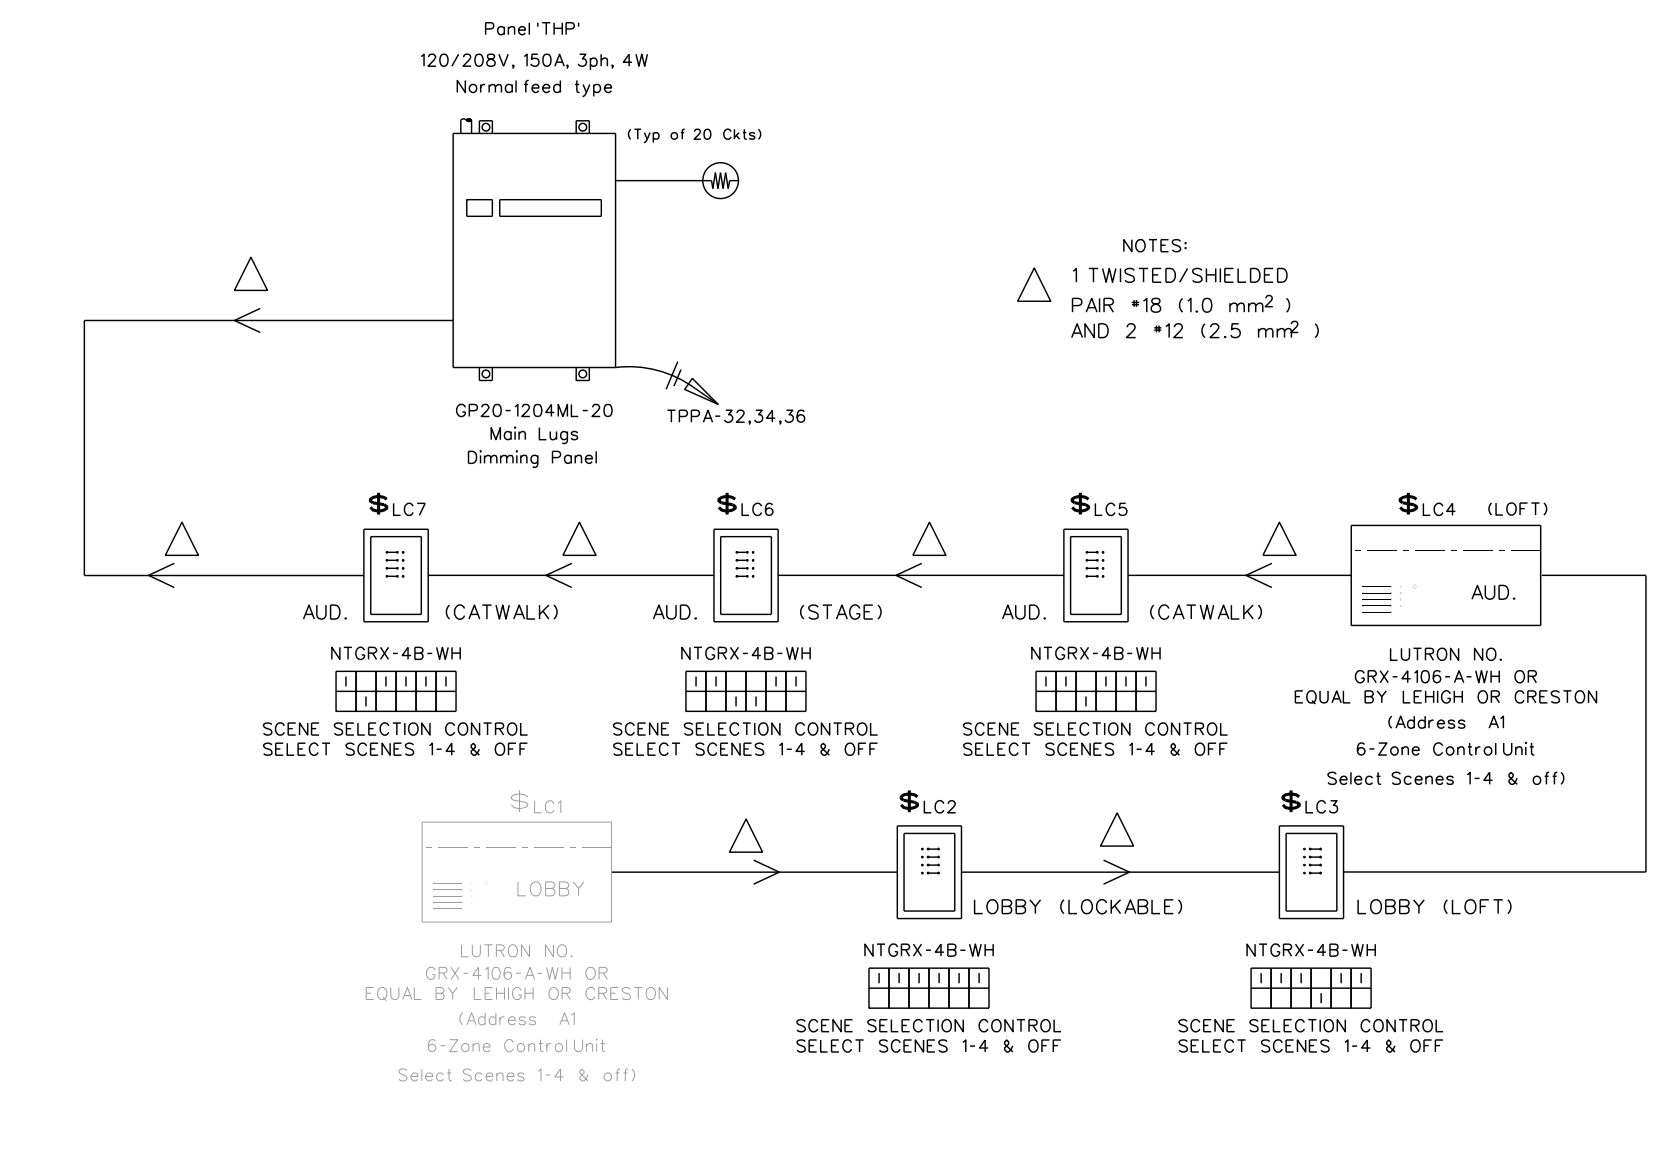 Panel 'THP'
120/208V, 150A, 3ph, 4W
Normal feed type
(Typ of 20 Ckts)
NOTES:
1 TWISTED/SHIELDED
PAIR #18 (1.0 mm² )
AND 2 #12 (2.5 mm² )
GP20-1204ML-20
Main Lugs
Dimming Panel
TPPA-32,34,36
$LC7
$LC6
$LC5
$LC4 (LOFT)
AUD. (CATWALK)
AUD. (STAGE)
AUD. (CATWALK)
AUD.
NTGRX-4B-WH
SCENE SELECTION CONTROL
SELECT SCENES 1-4 & OFF
NTGRX-4B-WH
SCENE SELECTION CONTROL
SELECT SCENES 1-4 & OFF
NTGRX-4B-WH
SCENE SELECTION CONTROL
SELECT SCENES 1-4 & OFF
LUTRON NO.
GRX-4106-A-WH OR
EQUAL BY LEHIGH OR CRESTON
(Address A1
6-Zone Control Unit
Select Scenes 1-4 & off)
$LC1
$LC2
$LC3
LOBBY
LOBBY (LOCKABLE)
LOBBY (LOFT)
LUTRON NO.
GRX-4106-A-WH OR
EQUAL BY LEHIGH OR CRESTON
(Address A1
6-Zone Control Unit
Select Scenes 1-4 & off)
NTGRX-4B-WH
SCENE SELECTION CONTROL
SELECT SCENES 1-4 & OFF
NTGRX-4B-WH
SCENE SELECTION CONTROL
SELECT SCENES 1-4 & OFF